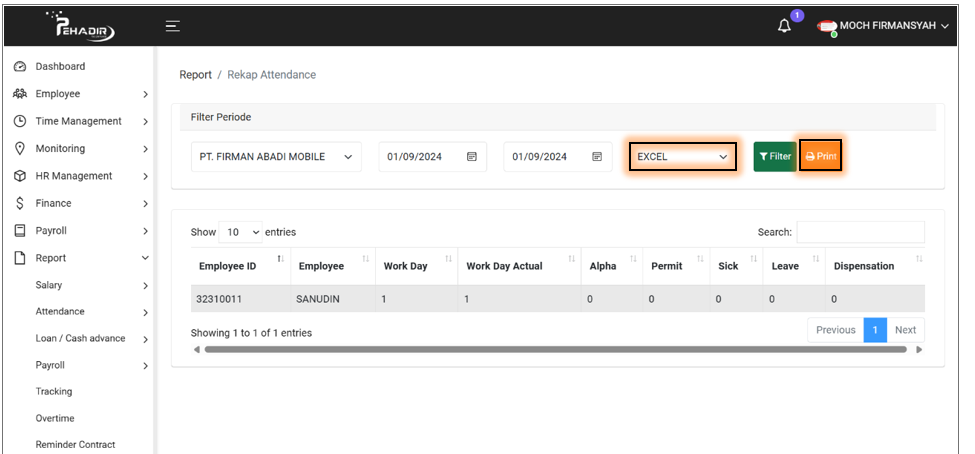 PEHADIR
1
MOCH FIRMANSYAH
Dashboard
Employee
Time Management
Monitoring
HR Management
Finance
Payroll
Report
Salary
Attendance
Loan / Cash advance
Payroll
Tracking
Overtime
Reminder Contract
Report / Rekap Attendance
Filter Periode
PT. FIRMAN ABADI MOBILE 01/09/2024 01/09/2024 EXCEL Filter Print
Show 10 entries Search:
Employee ID Employee Work Day Work Day Actual Alpha Permit Sick Leave Dispensation
32310011 SANUDIN 1 1 0 0 0 0 0
Showing 1 to 1 of 1 entries
Previous 1 Next